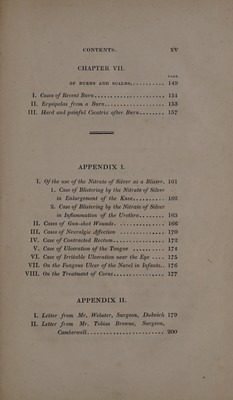 CONTENTS. XV
CHAPTER VII.
PAGE
OF BURNS AND SCALDS........... 149
I. Cases of Recent Burn..................... 151
II. Erysipelas from a Burn................... 153
III. Hard and painful Cicatrix after Burn........ 157
APPENDIX I.
I. Of the use of the Nitrate of Silver as a Blister. 161
1. Case of Blistering by the Nitrate of Silver
in Enlargement of the Knee.......... 162
2. Case of Blistering by the Nitrate of Silver
in Inflammation of the Urethra........ 163
II. Cases of Gun-shot Wounds. ............... 166
III. Cases of Neuralgic Affection ............. 170
IV. Case of Contracted Rectum................. 172
V. Case of Ulceration of the Tongue .......... 174
VI. Case of Irritable Ulceration near the Eye .... 175
VII. On the Fungous Ulcer of the Navel in Infants.. 176
VIII. On the Treatment of Corns................ 177
APPENDIX II.
I. Letter from Mr. Webster, Surgeon, Dulwich 179
II. Letter from Mr. Tobias Browne, Surgeon,
Camberwell......................... 200